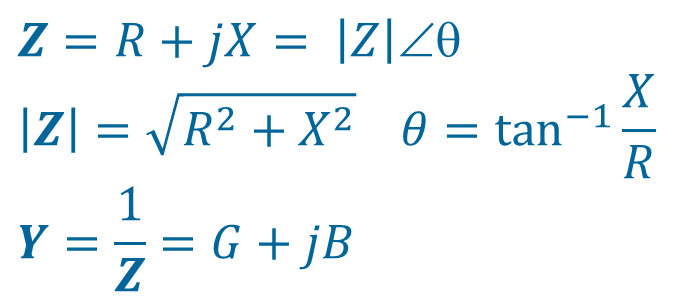 Z = R + jX = |Z|∠θ
|Z| = √(R² + X²)   θ = tan⁻¹ X/R
Y = 1/Z = G + jB